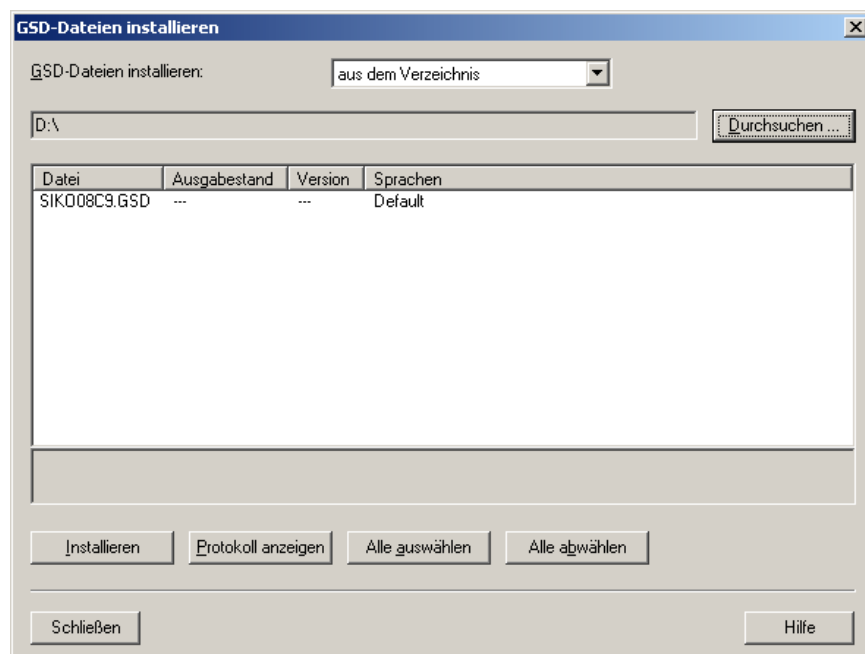 GSD-Dateien installieren
GSD-Dateien installieren: aus dem Verzeichnis
D:\ Durchsuchen ...
Datei Ausgabestand Version Sprachen
SIKO08C9.GSD --- --- Default
Installieren Protokoll anzeigen Alle auswählen Alle abwählen
Schließen Hilfe